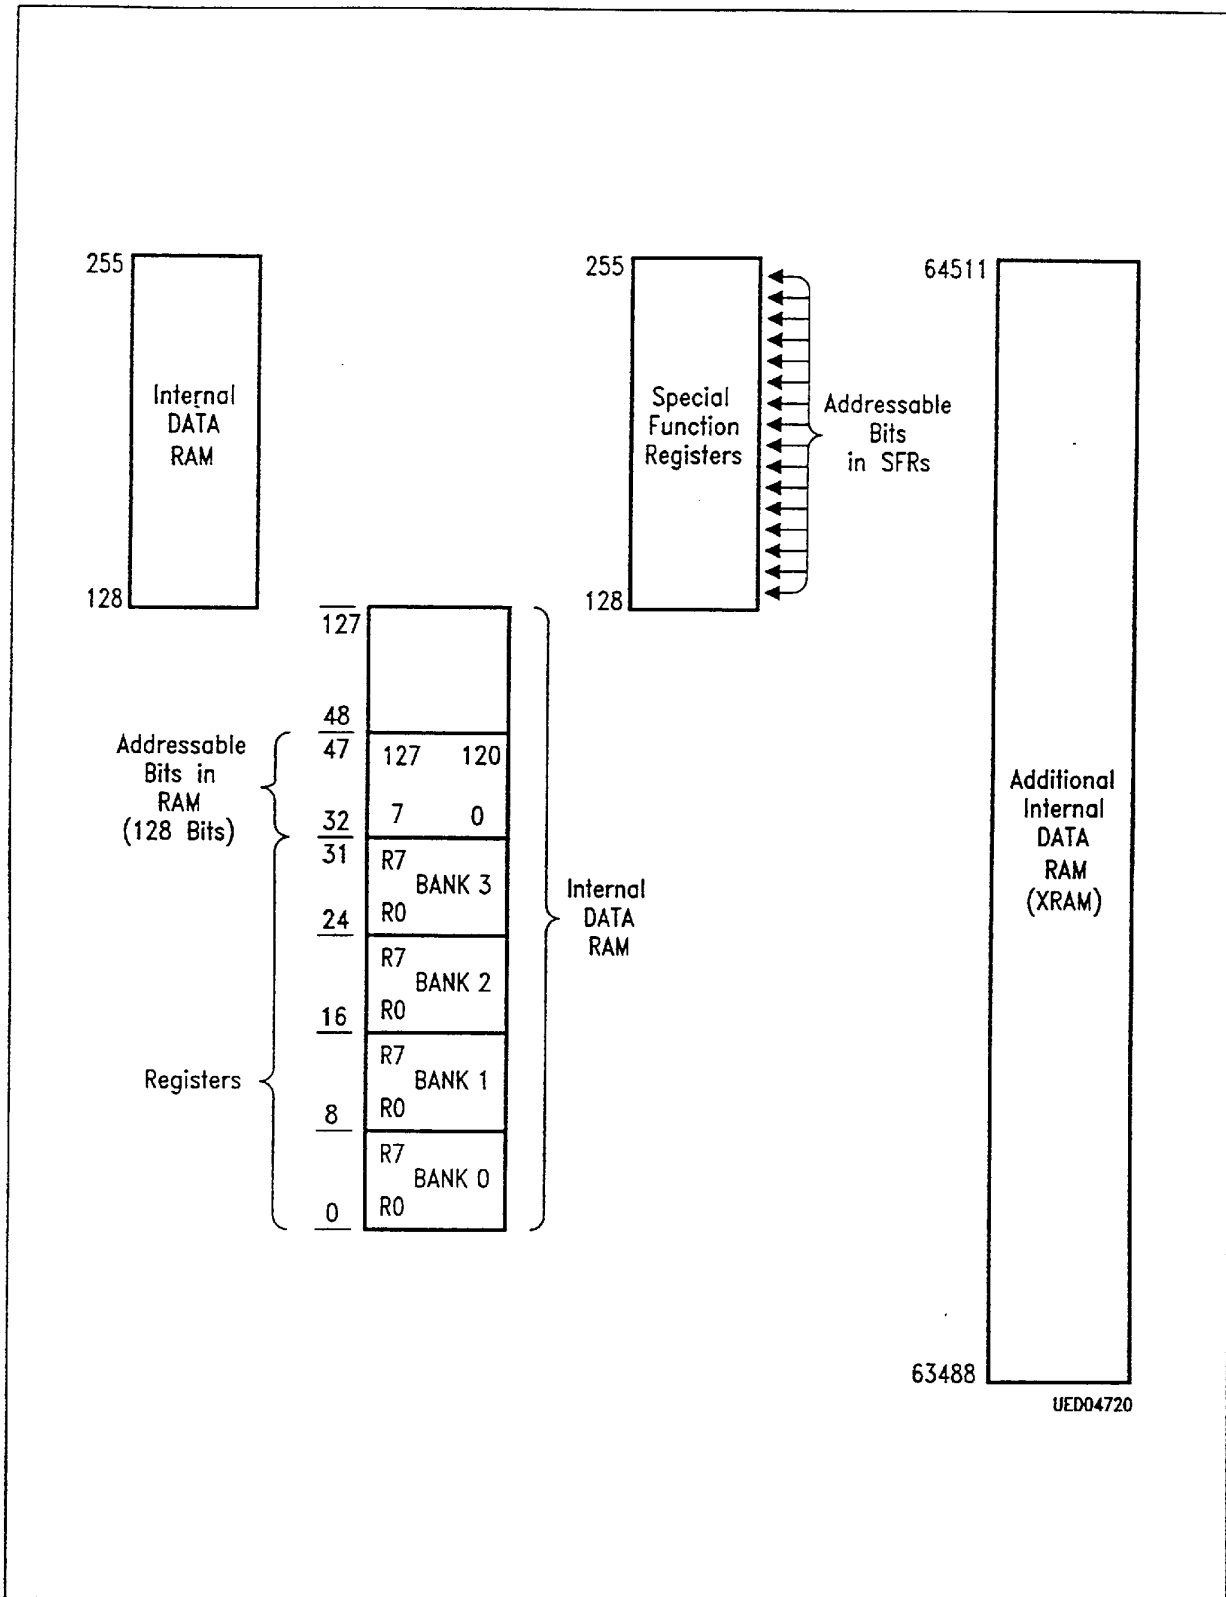 255
Internal
DATA
RAM
128
255
Special
Function
Registers
128
Addressable
Bits
in SFRs
64511
Additional
Internal
DATA
RAM
(XRAM)
63488
127
48
47
127 120
Addressable
Bits in
RAM
(128 Bits)
32
7 0
31
R7
BANK 3
R0
24
R7
BANK 2
R0
16
R7
BANK 1
R0
8
R7
BANK 0
R0
0
Registers
Internal
DATA
RAM
UED04720